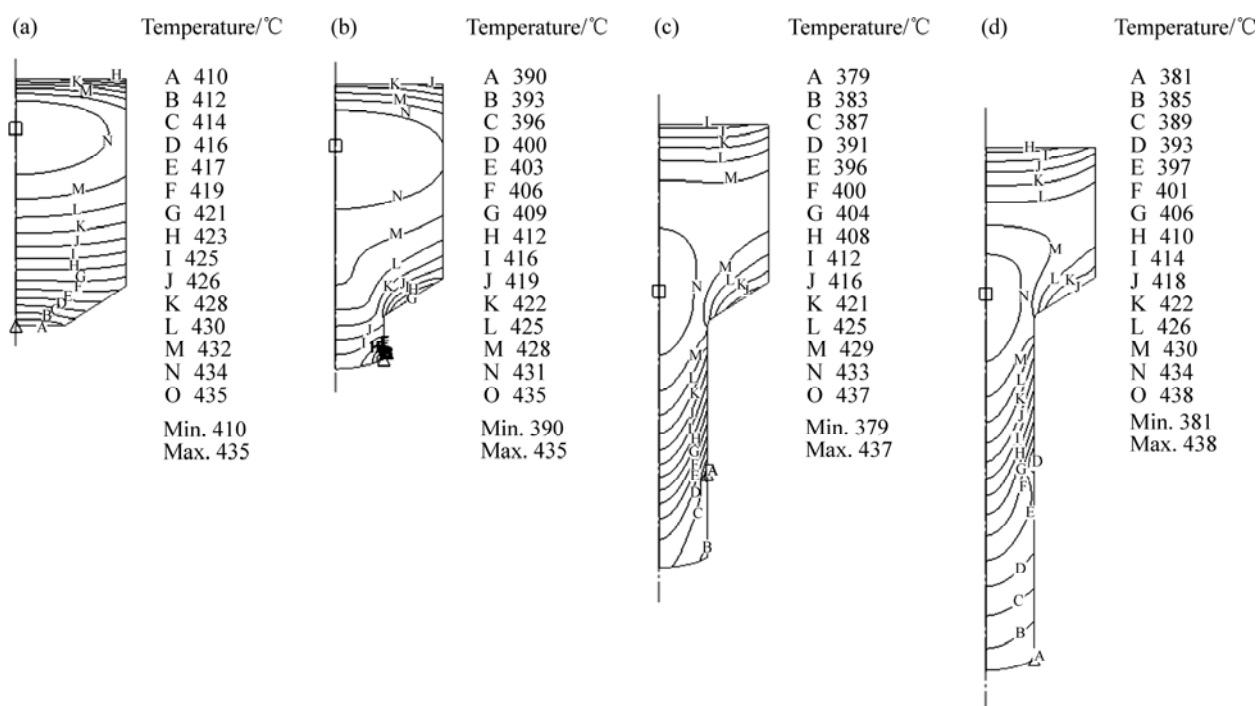 (a) Temperature/℃
H
K
M
N
M
L
K
J
I
H
G
F
E
D
B
A
A 410
B 412
C 414
D 416
E 417
F 419
G 421
H 423
I 425
J 426
K 428
L 430
M 432
N 434
O 435
Min. 410
Max. 435
(b) Temperature/℃
J
K
M
N
N
M
L
K
J
H
G
J
I
A 390
B 393
C 396
D 400
E 403
F 406
G 409
H 412
I 416
J 419
K 422
L 425
M 428
N 431
O 435
Min. 390
Max. 435
(c) Temperature/℃
I
K
L
M
M
N
L
K
M
L
K
J
I
H
G
F
E
A
D
C
B
A 379
B 383
C 387
D 391
E 396
F 400
G 404
H 408
I 412
J 416
K 421
L 425
M 429
N 433
O 437
Min. 379
Max. 437
(d) Temperature/℃
H
I
J
K
L
M
N
L
K
J
M
L
K
J
I
H
D
G
F
E
D
C
B
A
A 381
B 385
C 389
D 393
E 397
F 401
G 406
H 410
I 414
J 418
K 422
L 426
M 430
N 434
O 438
Min. 381
Max. 438